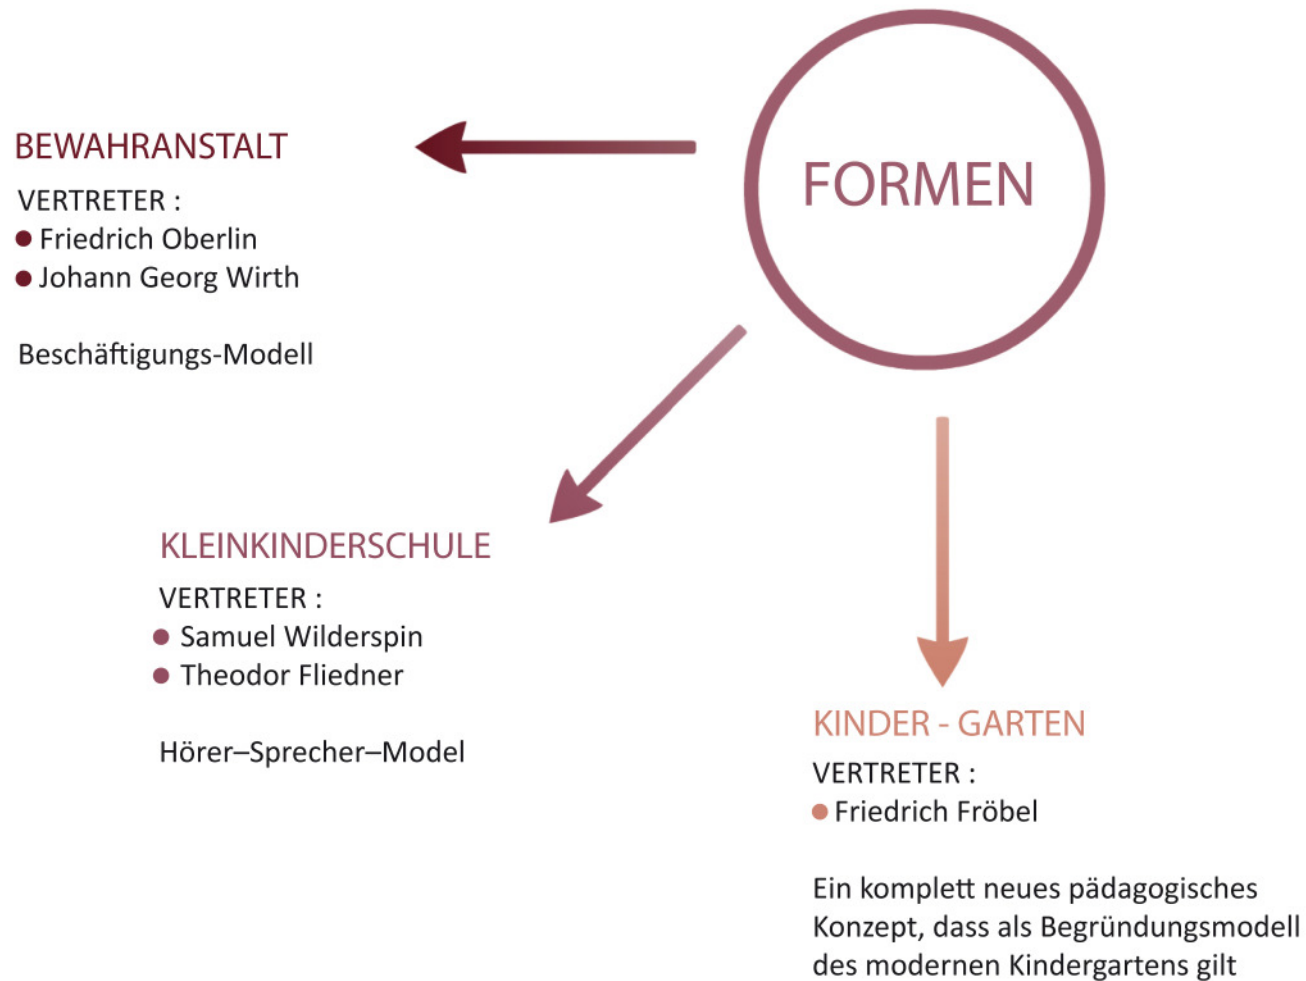 FORMEN
BEWAHRANSTALT
VERTRETER :
● Friedrich Oberlin
● Johann Georg Wirth
Beschäftigungs-Modell
KLEINKINDERSCHULE
VERTRETER :
● Samuel Wilderspin
● Theodor Fliedner
Hörer–Sprecher–Model
KINDER - GARTEN
VERTRETER :
● Friedrich Fröbel
Ein komplett neues pädagogisches
Konzept, dass als Begründungsmodell
des modernen Kindergartens gilt